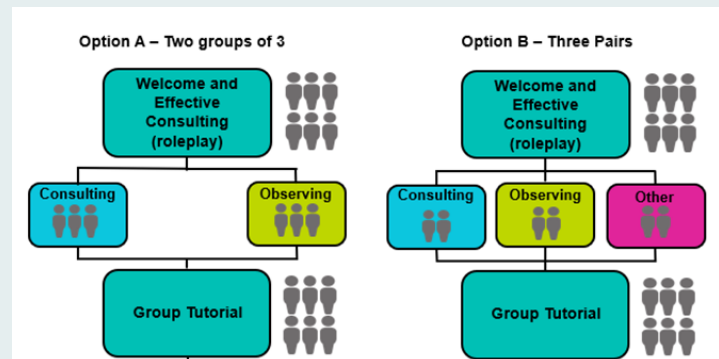 Option A – Two groups of 3
Welcome and
Effective
Consulting
(roleplay)
Consulting
Observing
Group Tutorial
Option B – Three Pairs
Welcome and
Effective
Consulting
(roleplay)
Consulting
Observing
Other
Group Tutorial